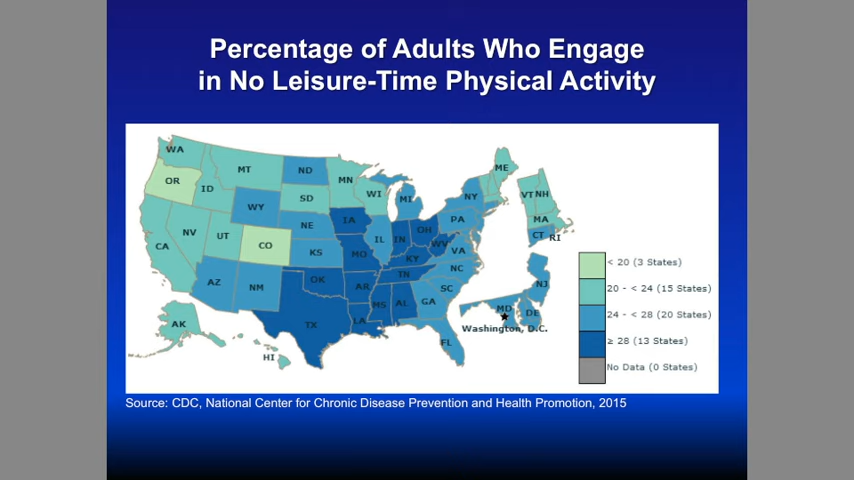 Percentage of Adults Who Engage
in No Leisure-Time Physical Activity
WA
OR
ID
MT
ND
MN
WI
MI
ME
VT
NH
NY
MA
CT
RI
SD
WY
NE
IA
NV
UT
CO
CA
KS
MO
IL
IN
OH
PA
WV
VA
KY
NC
TN
SC
AZ
NM
OK
AR
MS
AL
GA
TX
LA
FL
AK
HI
NJ
MD
DE
Washington, D.C.
< 20 (3 States)
20 - < 24 (15 States)
24 - < 28 (20 States)
≥ 28 (13 States)
No Data (0 States)
Source: CDC, National Center for Chronic Disease Prevention and Health Promotion, 2015